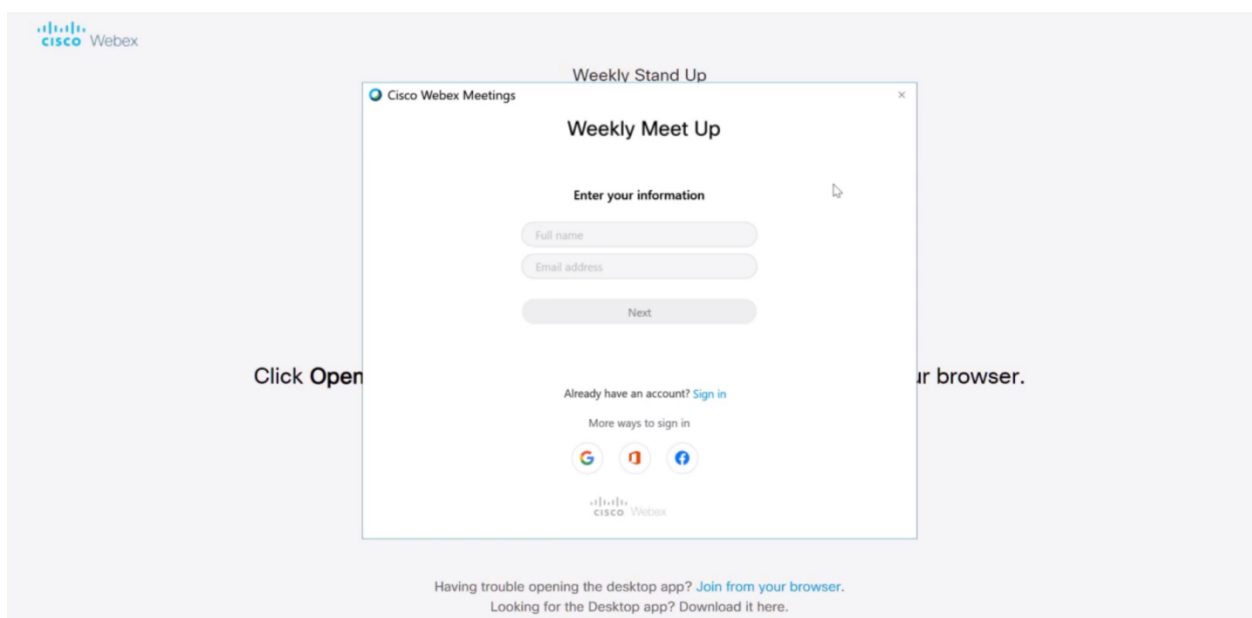 cisco Webex
Weekly Stand Up
Cisco Webex Meetings
Weekly Meet Up
Enter your information
Full name
Email address
Next
Click Open
ur browser.
Already have an account? Sign in
More ways to sign in
cisco Webex
Having trouble opening the desktop app? Join from your browser.
Looking for the Desktop app? Download it here.